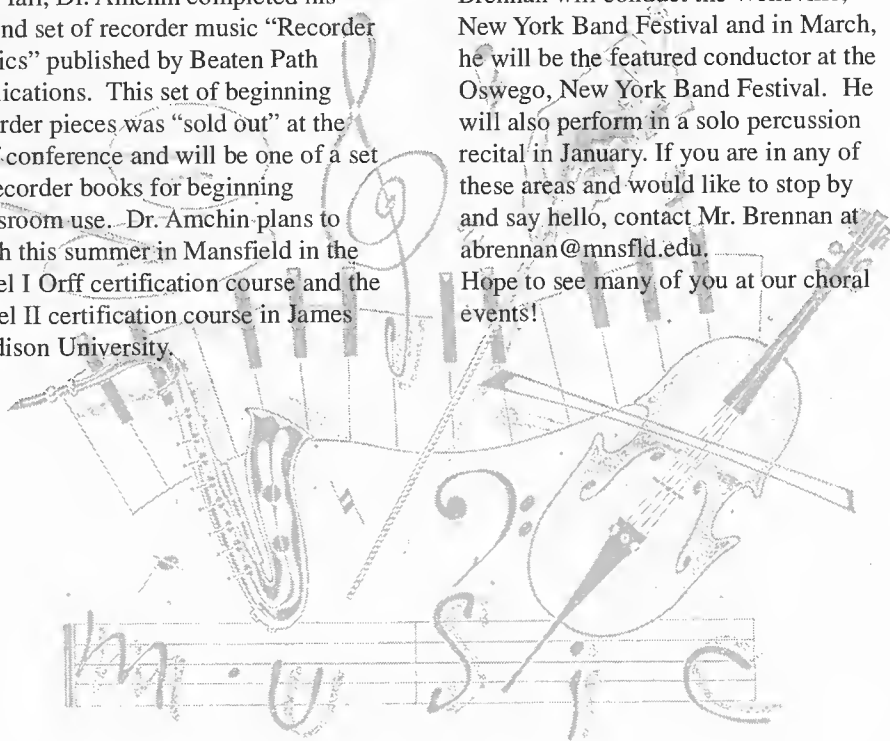 fall, Dr. Amchin completed his
nd set of recorder music “Recorder
ics” published by Beaten Path
lications. This set of beginning
rder pieces was “sold out” at the
conference and will be one of a set
ecorder books for beginning
sroom use. Dr. Amchin plans to
h this summer in Mansfield in the
el I Orff certification course and the
el II certification course in James
dison University.
Brennan will conduct the
New York Band Festival and in March,
he will be the featured conductor at the
Oswego, New York Band Festival. He
will also perform in a solo percussion
recital in January. If you are in any of
these areas and would like to stop by
and say hello, contact Mr. Brennan at
abrennan@mnsfld.edu.
Hope to see many of you at our choral
events!
music